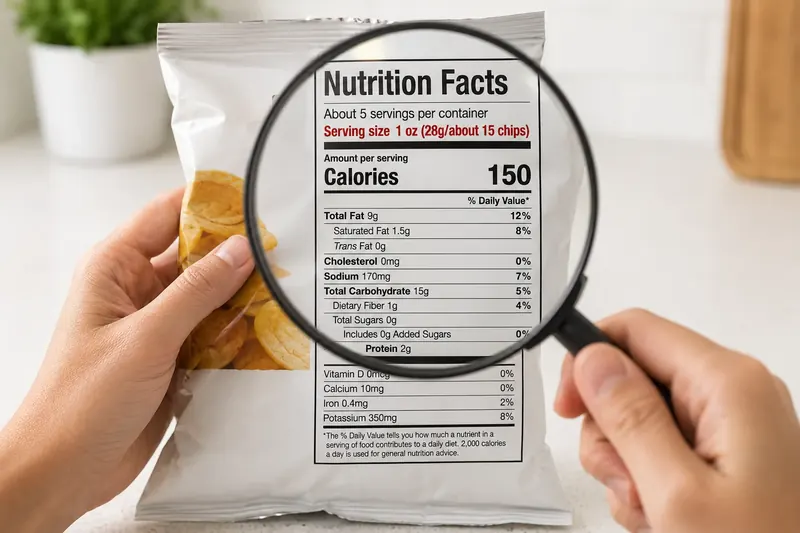 Nutrition Facts
About 5 servings per container
Serving size 1 oz (28g/about 15 chips)
Amount per serving
Calories 150
% Daily Value*
Total Fat 9g 12%
Saturated Fat 1.5g 8%
Trans Fat 0g
Cholesterol 0mg 0%
Sodium 170mg 7%
Total Carbohydrate 15g 5%
Dietary Fiber 1g 4%
Total Sugars 0g
Includes 0g Added Sugars 0%
Protein 2g
Vitamin D 0mcg 0%
Calcium 10mg 0%
Iron 0.4mg 2%
Potassium 350mg 8%
*The % Daily Value tells you how much a nutrient in a
serving of food contributes to a daily diet. 2,000 calories
a day is used for general nutrition advice.